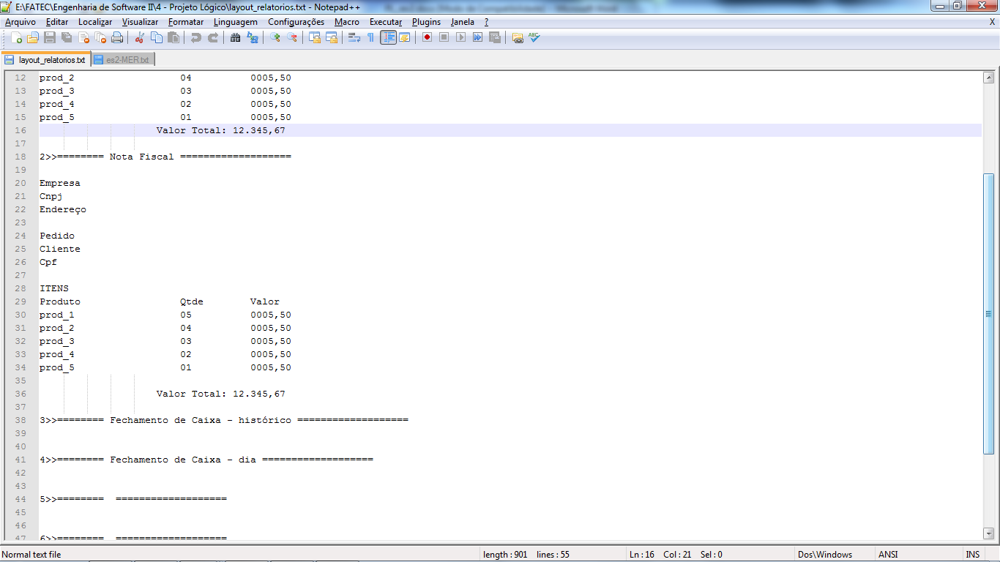 E:\FATEC\Engenharia de Software II\4 - Projeto Lógico\layout_relatorios.txt - Notepad++
Arquivo Editar Localizar Visualizar Formatar Linguagem Configurações Macro Executar Plugins Janela ? X
layout_relatorios.txt es2-MER.txt
12 prod_2 04 0005,50
13 prod_3 03 0005,50
14 prod_4 02 0005,50
15 prod_5 01 0005,50
16 Valor Total: 12.345,67
17
18 2>>======== Nota Fiscal ===================
19
20 Empresa
21 Cnpj
22 Endereço
23
24 Pedido
25 Cliente
26 Cpf
27
28 ITENS
29 Produto Qtde Valor
30 prod_1 05 0005,50
31 prod_2 04 0005,50
32 prod_3 03 0005,50
33 prod_4 02 0005,50
34 prod_5 01 0005,50
35
36 Valor Total: 12.345,67
37
38 3>>======== Fechamento de Caixa - histórico ===================
39
40
41 4>>======== Fechamento de Caixa - dia ===================
42
43
44 5>>======== ===================
45
46
47 6>>======== ===================
Normal text file length : 901 lines : 55 Ln : 16 Col : 21 Sel : 0 Dos\Windows ANSI INS